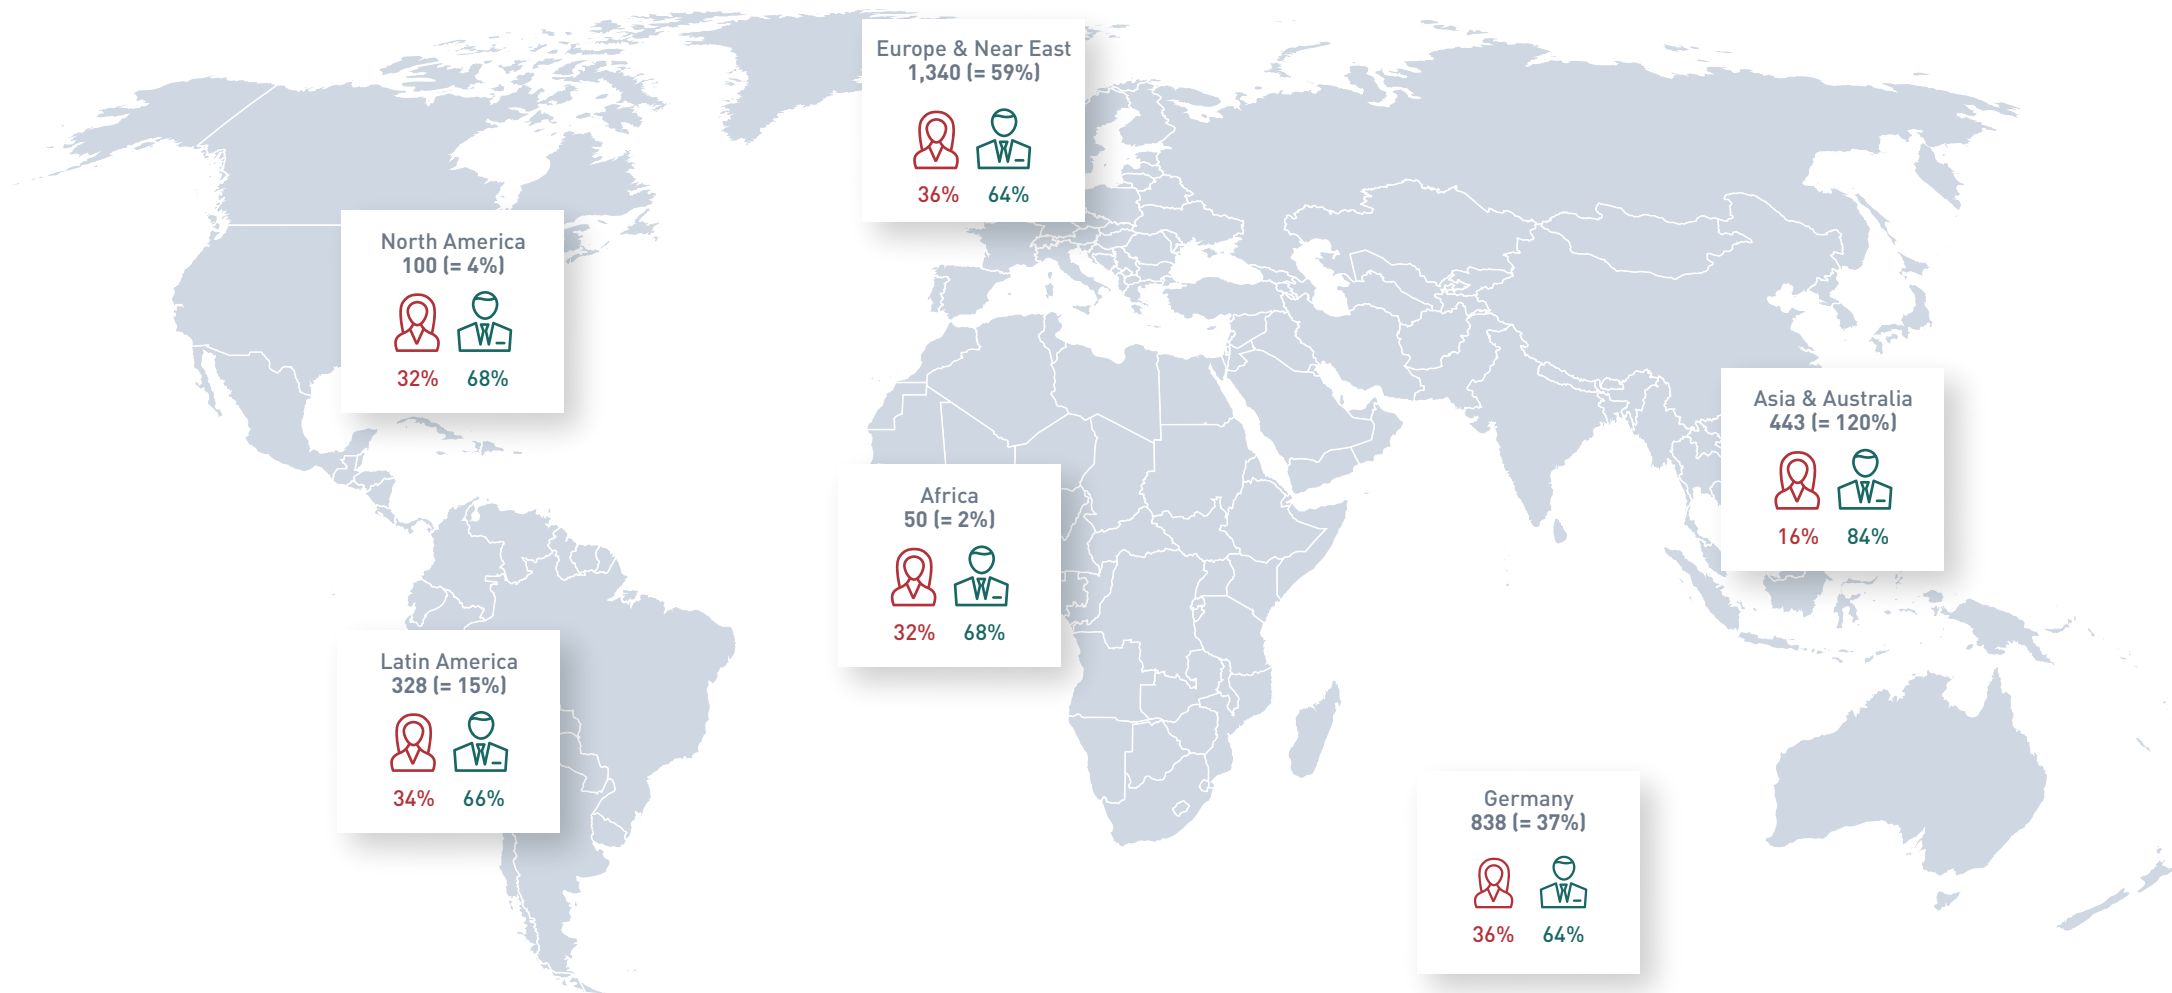 Europe & Near East
1,340 (= 59%)
36% 64%
North America
100 (= 4%)
32% 68%
Asia & Australia
443 (= 120%)
16% 84%
Africa
50 (= 2%)
32% 68%
Latin America
328 (= 15%)
34% 66%
Germany
838 (= 37%)
36% 64%